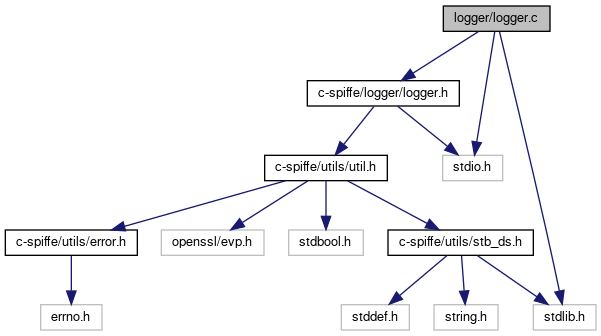 logger/logger.c
c-spiffe/logger/logger.h
c-spiffe/utils/util.h
stdio.h
c-spiffe/utils/error.h
openssl/evp.h
stdbool.h
c-spiffe/utils/stb_ds.h
errno.h
stddef.h
string.h
stdlib.h